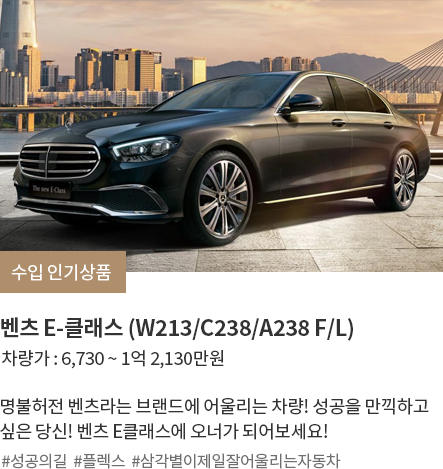 The new E-Class
수입 인기상품
벤츠 E-클래스 (W213/C238/A238 F/L)
차량가 : 6,730 ~ 1억 2,130만원
명불허전 벤츠라는 브랜드에 어울리는 차량! 성공을 만끽하고
싶은 당신! 벤츠 E클래스에 오너가 되어보세요!
#성공의길 #플렉스 #삼각별이제일잘어울리는자동차